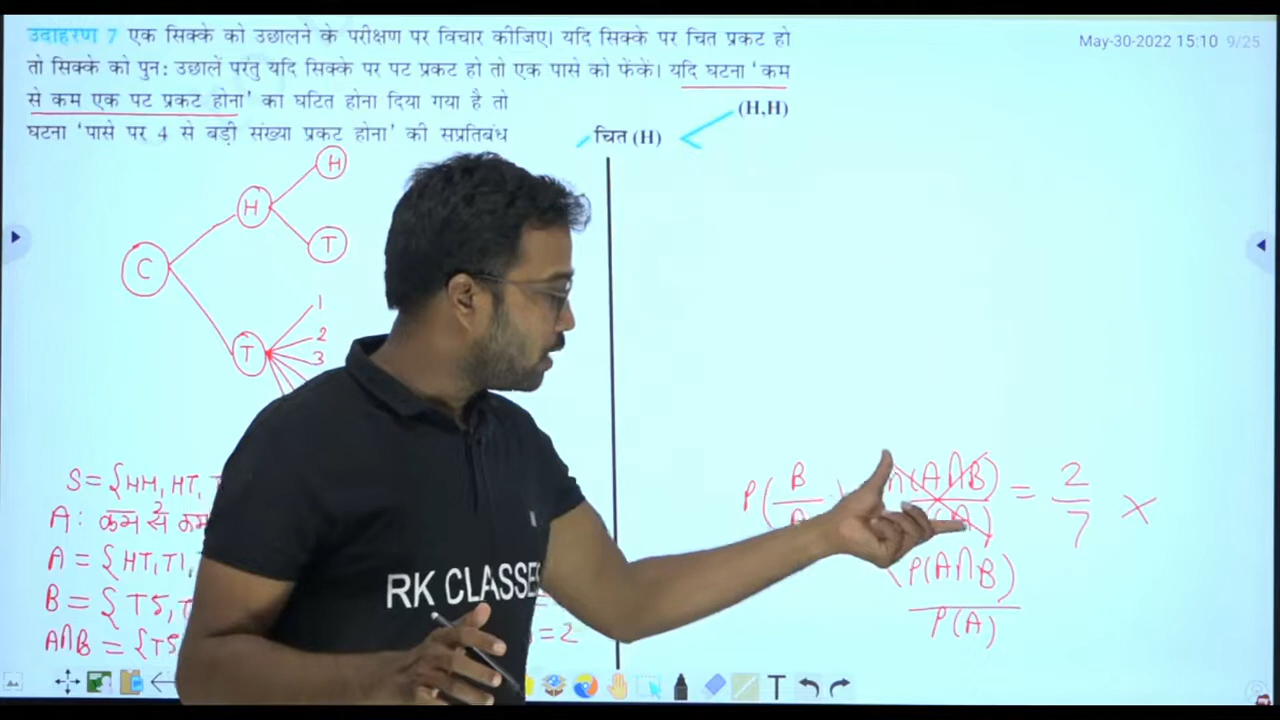 उदाहरण 7 एक सिक्के को उछालने के परीक्षण पर विचार कीजिए। यदि सिक्के पर चित प्रकट हो
तो सिक्के को पुन: उछालें परंतु यदि सिक्के पर पट प्रकट हो तो एक पासे को फेंकें। यदि घटना ‘कम
से कम एक पट प्रकट होना’ का घटित होना दिया गया है तो
घटना ‘पासे पर 4 से बड़ी संख्या प्रकट होना’ की सप्रतिबंध
May-30-2022 15:10 9/25
(H,H)
चित (H)
H
H
T
C
1
2
3
T
S = {HH, HT,
A : कम से कम
A = {HT, T1,
B = { T5,
A∩B = {T5
= 2
RK CLASSES
P( B
(A∩B) = 2/7 ×
P(A∩B)
P(A)
T